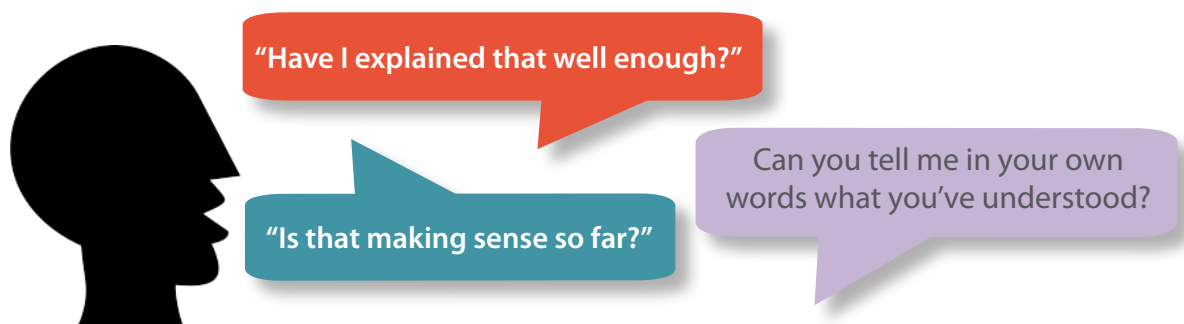 “Have I explained that well enough?”
“Is that making sense so far?”
Can you tell me in your own
words what you’ve understood?